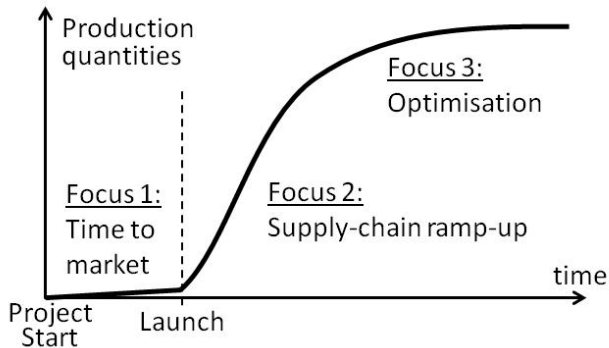 Production
quantities
Focus 3:
Optimisation
Focus 1:
Time to
market
Focus 2:
Supply-chain ramp-up
time
Project
Start
Launch